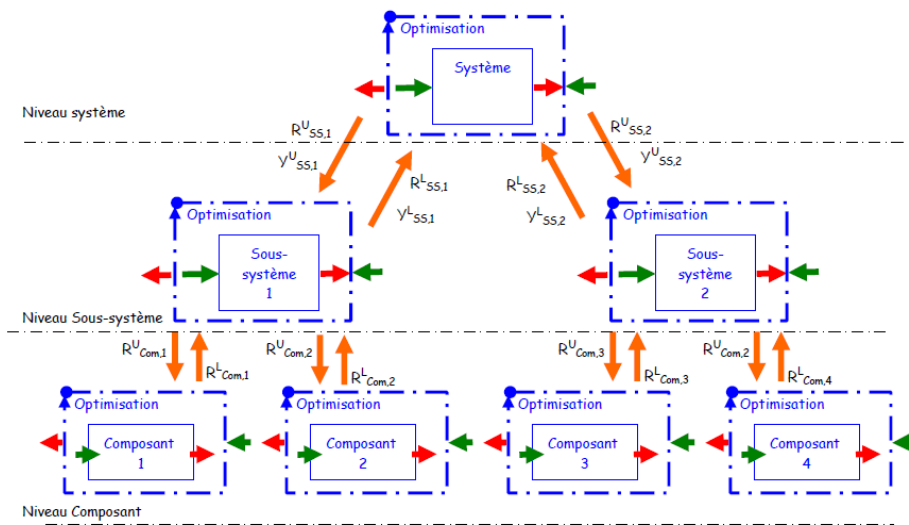 Optimisation
Système
Niveau système
R^U_SS,1
Y^U_SS,1
R^L_SS,1
Y^L_SS,1
R^U_SS,2
Y^U_SS,2
R^L_SS,2
Y^L_SS,2
Optimisation
Sous-
système
1
Optimisation
Sous-
système
2
Niveau Sous-système
R^U_Com,1
R^L_Com,1
R^U_Com,2
R^L_Com,2
R^U_Com,3
R^L_Com,3
R^U_Com,2
R^L_Com,4
Optimisation
Composant
1
Optimisation
Composant
2
Optimisation
Composant
3
Optimisation
Composant
4
Niveau Composant